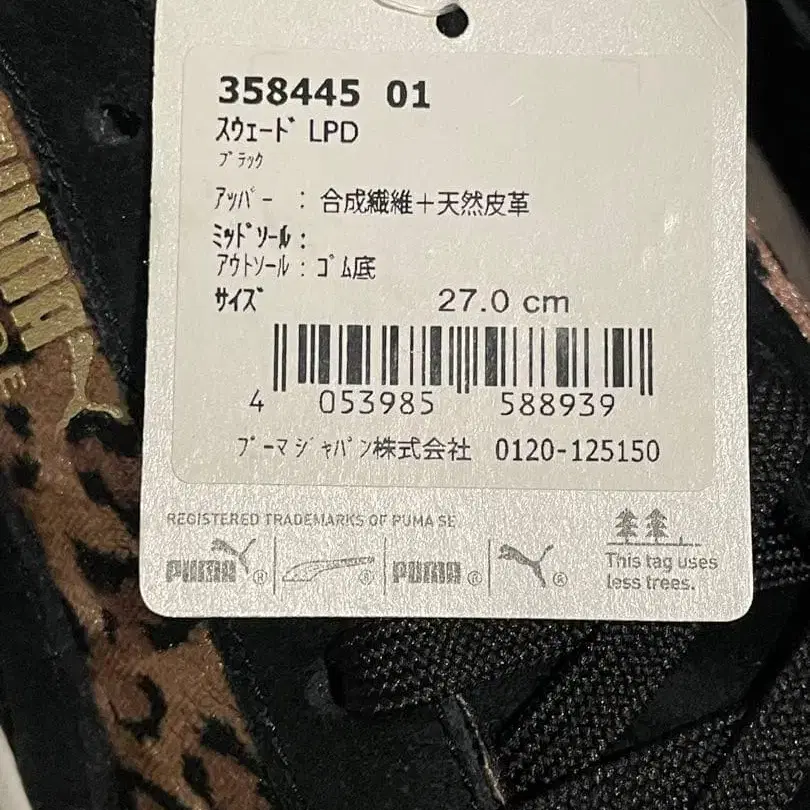 358445 01
スウェード LPD
ブラック
アッパー : 合成繊維+天然皮革
ミッドソール :
アウトソール : ゴム底
サイズ 27.0 cm
4 053985 588939
プーマジャパン株式会社 0120-125150
REGISTERED TRADEMARKS OF PUMA SE
PUMA® ® PUMA® ®
This tag uses
less trees.